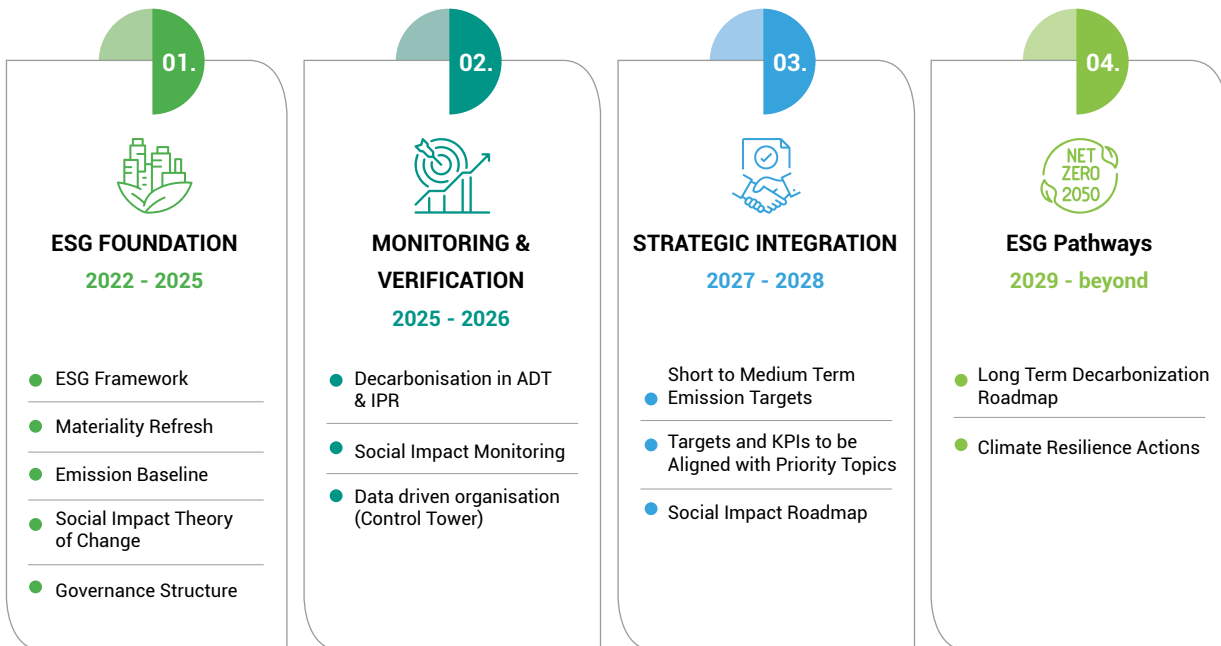 01.
ESG FOUNDATION
2022 - 2025
ESG Framework
Materiality Refresh
Emission Baseline
Social Impact Theory
of Change
Governance Structure
02.
MONITORING &
VERIFICATION
2025 - 2026
Decarbonisation in ADT
& IPR
Social Impact Monitoring
Data driven organisation
(Control Tower)
03.
STRATEGIC INTEGRATION
2027 - 2028
Short to Medium Term
Emission Targets
Targets and KPIs to be
Aligned with Priority Topics
Social Impact Roadmap
04.
NET
ZERO
2050
ESG Pathways
2029 - beyond
Long Term Decarbonization
Roadmap
Climate Resilience Actions